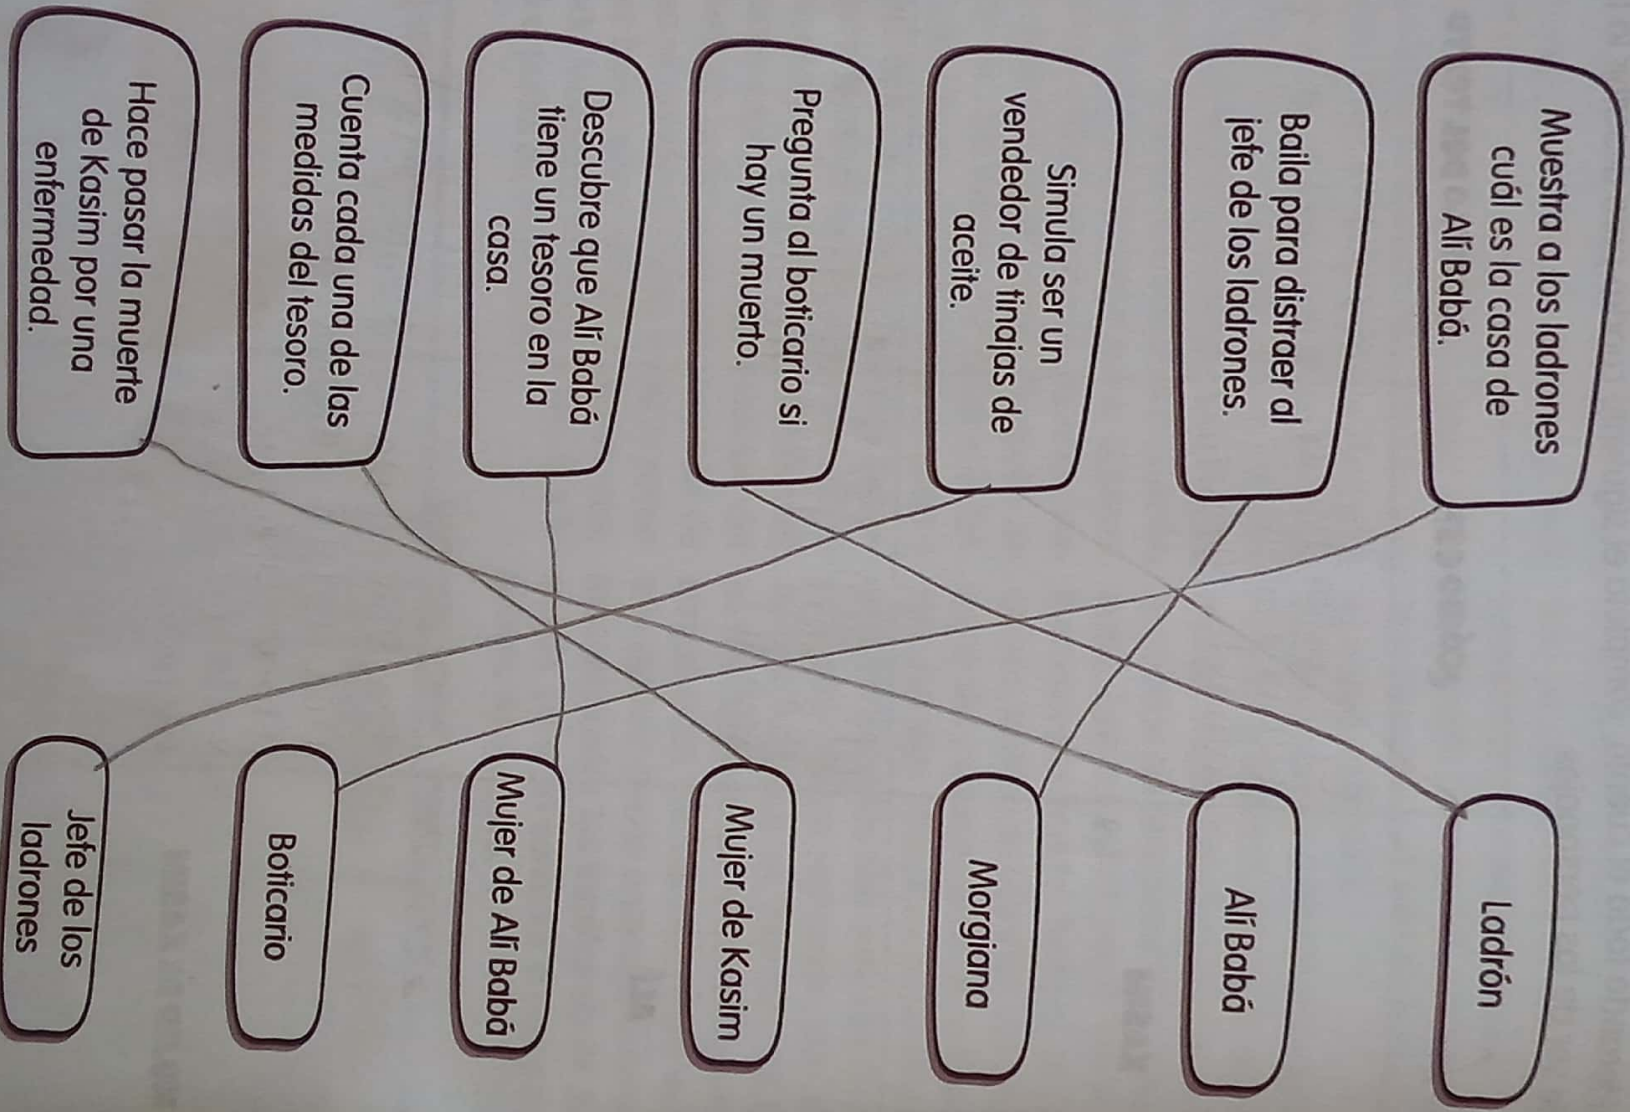 Muestra a los ladrones
cuál es la casa de
Alí Babá.
Baila para distraer al
jefe de los ladrones.
Simula ser un
vendedor de tinajas de
aceite.
Pregunta al boticario si
hay un muerto.
Descubre que Alí Babá
tiene un tesoro en la
casa.
Cuenta cada una de las
medidas del tesoro.
Hace pasar la muerte
de Kasim por una
enfermedad.
Ladrón
Alí Babá
Morgiana
Mujer de Kasim
Mujer de Alí Babá
Boticario
Jefe de los
ladrones